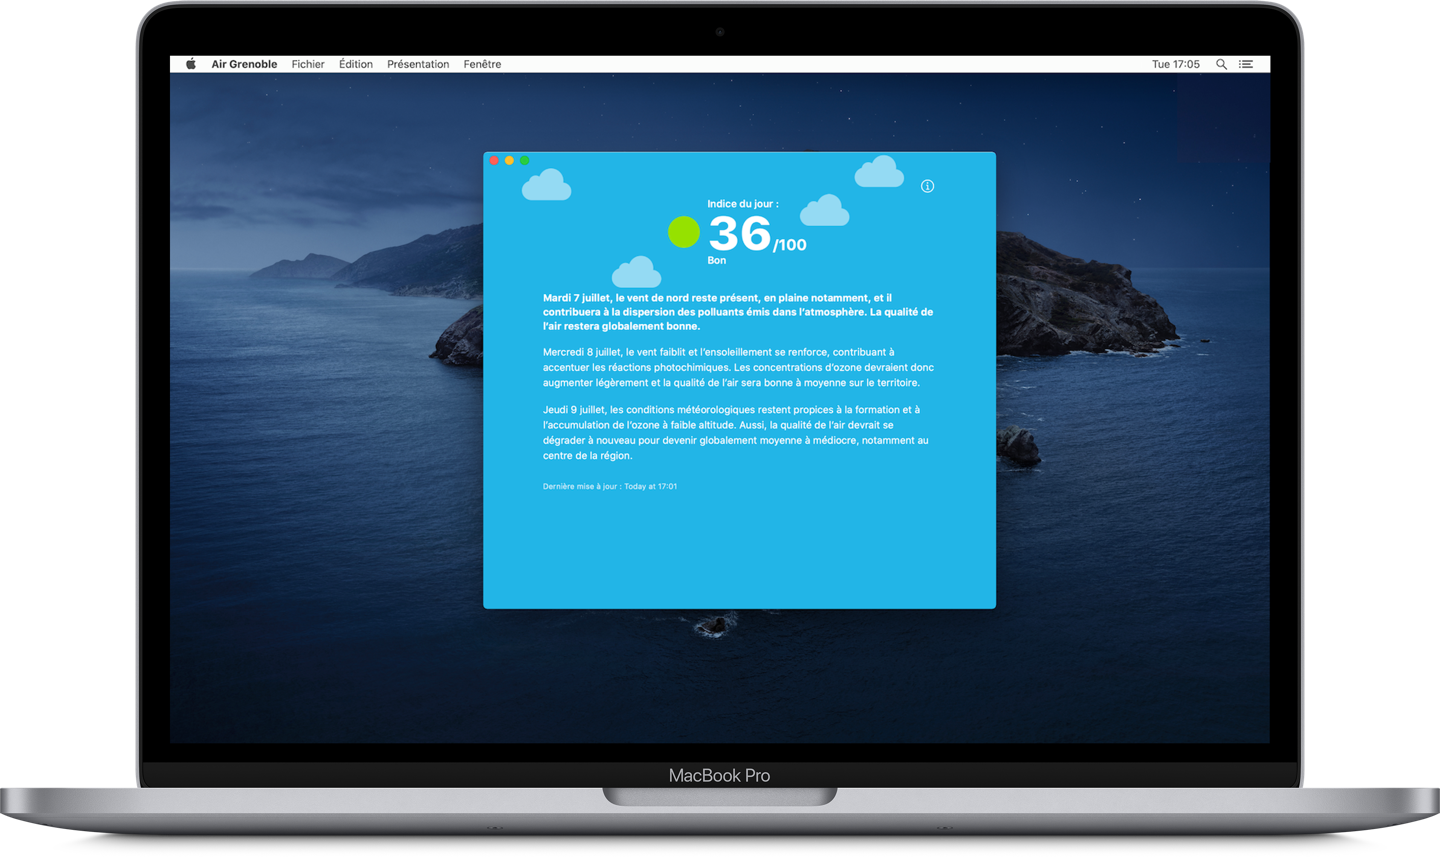 Air Grenoble Fichier Édition Présentation Fenêtre Tue 17:05
Indice du jour :
36/100
Bon
Mardi 7 juillet, le vent de nord reste présent, en plaine notamment, et il
contribuera à la dispersion des polluants émis dans l'atmosphère. La qualité de
l'air restera globalement bonne.
Mercredi 8 juillet, le vent faiblit et l'ensoleillement se renforce, contribuant à
accentuer les réactions photochimiques. Les concentrations d'ozone devraient donc
augmenter légèrement et la qualité de l'air sera bonne à moyenne sur le territoire.
Jeudi 9 juillet, les conditions météorologiques restent propices à la formation et à
l'accumulation de l'ozone à faible altitude. Aussi, la qualité de l'air devrait se
dégrader à nouveau pour devenir globalement moyenne à médiocre, notamment au
centre de la région.
Dernière mise à jour : Today at 17:01
MacBook Pro